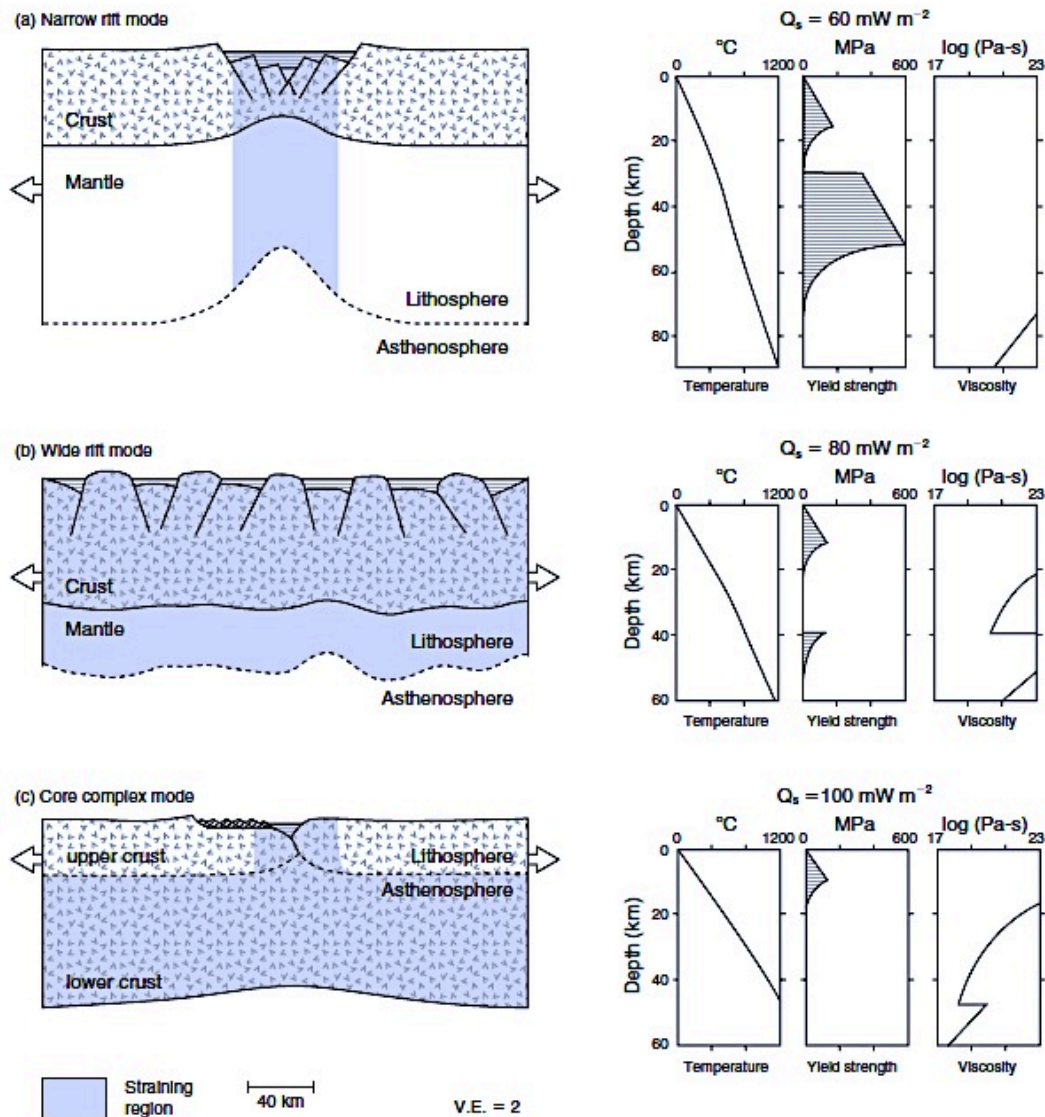 (a) Narrow rift mode
Crust
Mantle
Lithosphere
Asthenosphere
Qs = 60 mW m−2
°C
MPa
log (Pa-s)
0
1200
0
600
17
23
0
20
40
60
80
Depth (km)
Temperature
Yield strength
Viscosity
(b) Wide rift mode
Crust
Mantle
Lithosphere
Asthenosphere
Qs = 80 mW m−2
°C
MPa
log (Pa-s)
0
1200
0
600
17
23
0
20
40
60
Depth (km)
Temperature
Yield strength
Viscosity
(c) Core complex mode
upper crust
Lithosphere
Asthenosphere
lower crust
Qs =100 mW m−2
°C
MPa
log (Pa-s)
0
1200
0
600
17
23
0
20
40
60
Depth (km)
Temperature
Yield strength
Viscosity
Straining
region
40 km
V.E. = 2